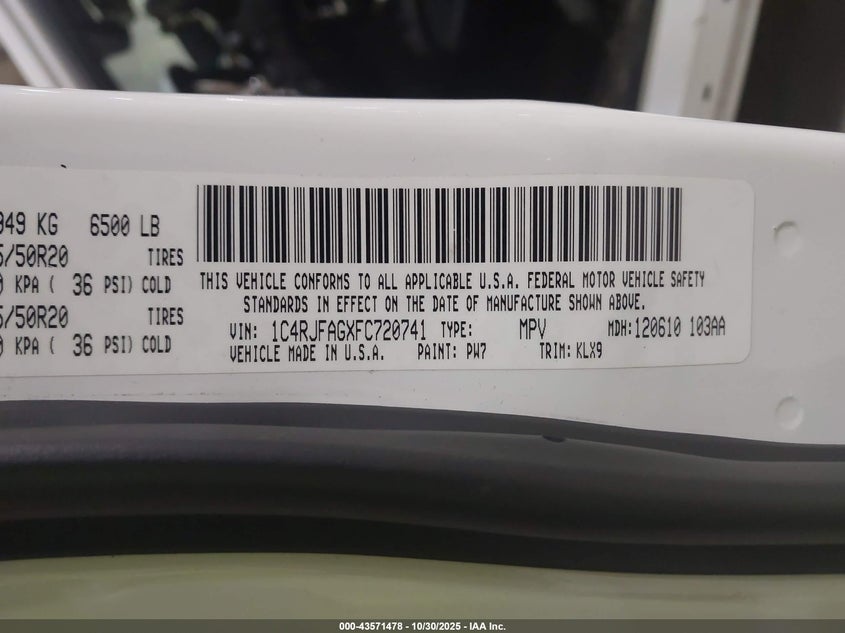 949 KG 6500 LB
5/50R20 TIRES
0 KPA ( 36 PSI) COLD
5/50R20 TIRES
0 KPA ( 36 PSI) COLD
THIS VEHICLE CONFORMS TO ALL APPLICABLE U.S.A. FEDERAL MOTOR VEHICLE SAFETY
STANDARDS IN EFFECT ON THE DATE OF MANUFACTURE SHOWN ABOVE.
VIN: 1C4RJFAGXFC720741 TYPE: MPV MDH: 120610 103AA
VEHICLE MADE IN U.S.A. PAINT: PW7 TRIM: KLX9
000-43571478 - 10/30/2025 - IAA Inc.